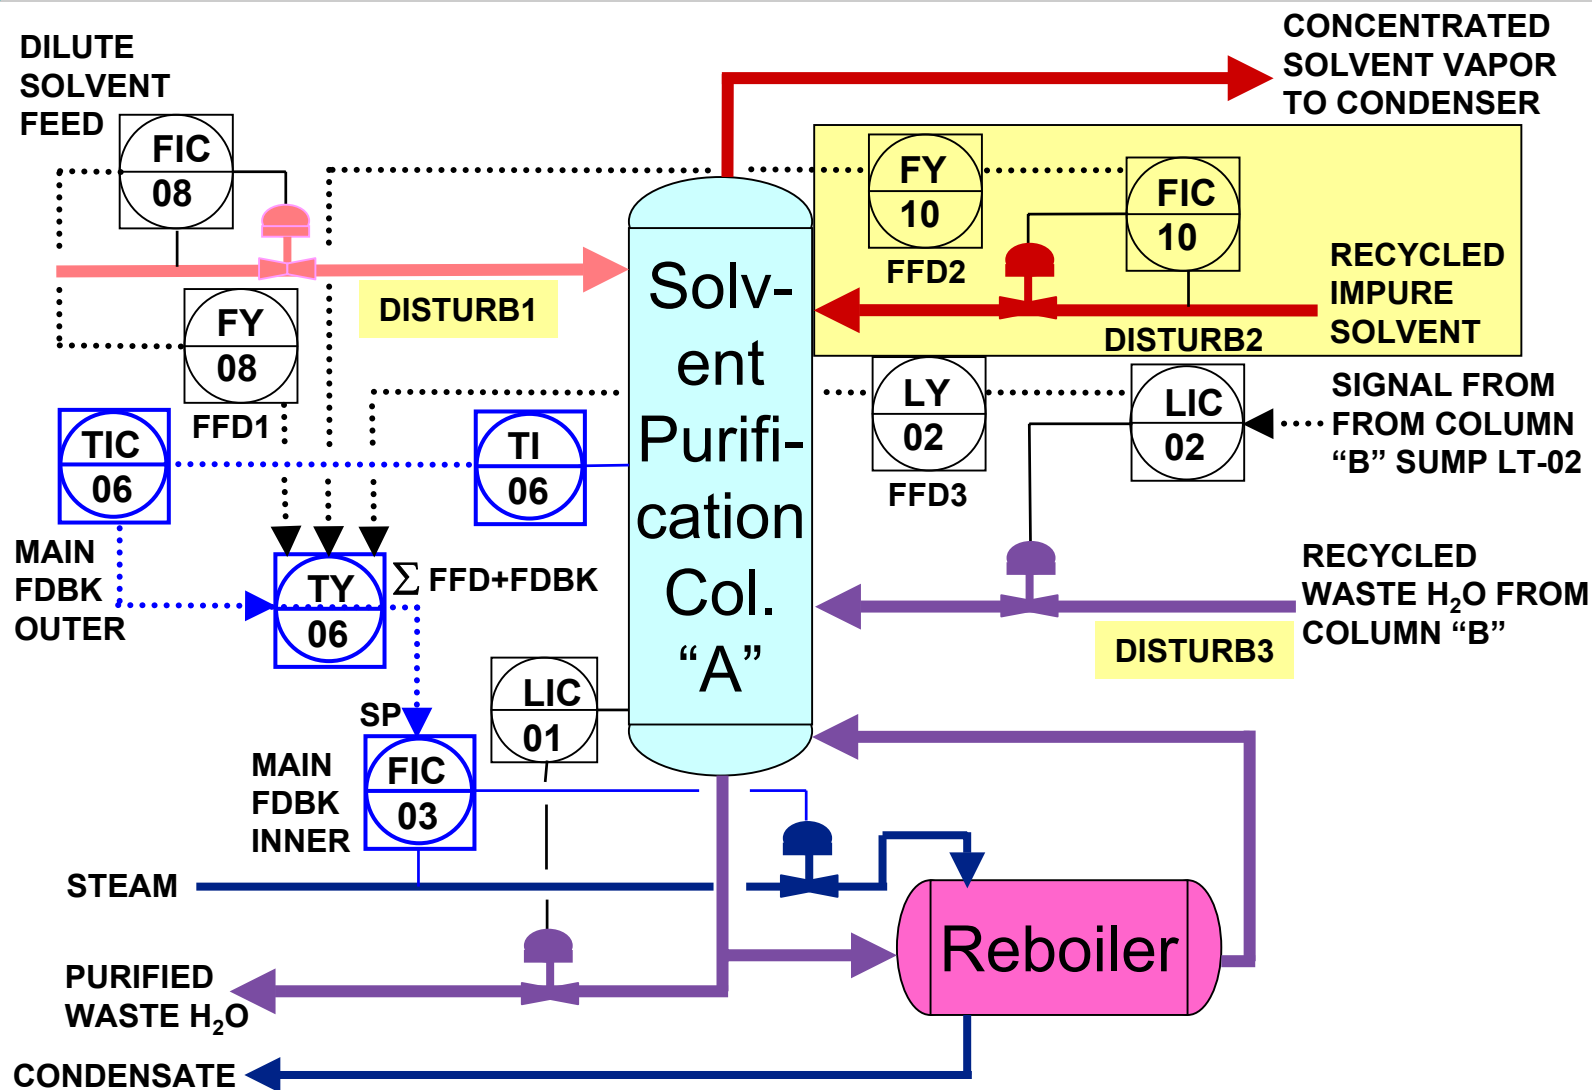 DILUTE
SOLVENT
FEED
CONCENTRATED
SOLVENT VAPOR
TO CONDENSER
FIC
08
FY
10
FFD2
FIC
10
RECYCLED
IMPURE
SOLVENT
DISTURB2
DISTURB1
FY
08
FFD1
Solv-
ent
Purifi-
cation
Col.
“A”
LY
02
FFD3
LIC
02
SIGNAL FROM
FROM COLUMN
“B” SUMP LT-02
TIC
06
TI
06
MAIN
FDBK
OUTER
TY
06
Σ FFD+FDBK
RECYCLED
WASTE H₂O FROM
COLUMN “B”
DISTURB3
LIC
01
SP
FIC
03
MAIN
FDBK
INNER
STEAM
Reboiler
PURIFIED
WASTE H₂O
CONDENSATE